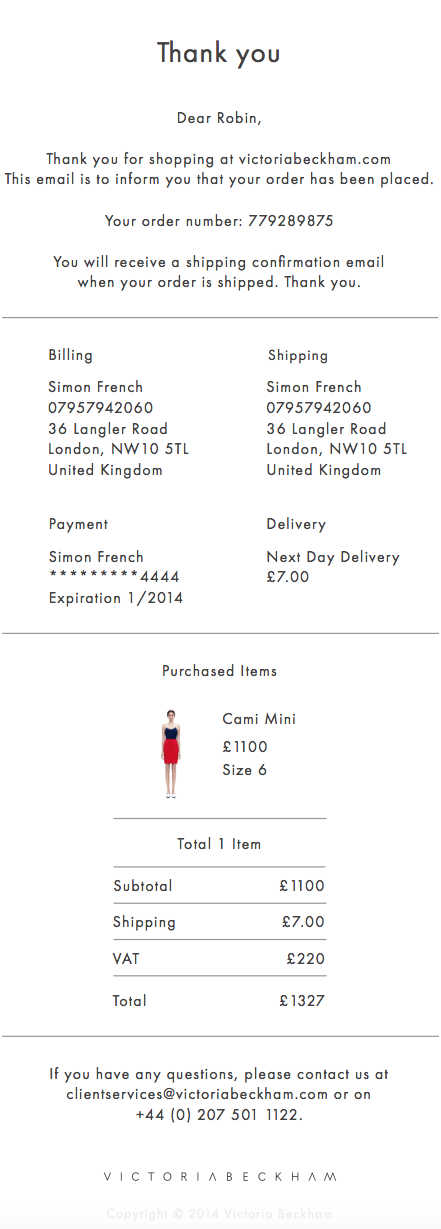 Thank you
Dear Robin,
Thank you for shopping at victoriabeckham.com
This email is to inform you that your order has been placed.
Your order number: 779289875
You will receive a shipping confirmation email
when your order is shipped. Thank you.
Billing
Simon French
07957942060
36 Langler Road
London, NW10 5TL
United Kingdom
Shipping
Simon French
07957942060
36 Langler Road
London, NW10 5TL
United Kingdom
Payment
Simon French
*********4444
Expiration 1/2014
Delivery
Next Day Delivery
£7.00
Purchased Items
Cami Mini
£1100
Size 6
Total 1 Item
Subtotal £1100
Shipping £7.00
VAT £220
Total £1327
If you have any questions, please contact us at
clientservices@victoriabeckham.com or on
+44 (0) 207 501 1122.
VICTORIABECKHAM
Copyright © 2014 Victoria Beckham